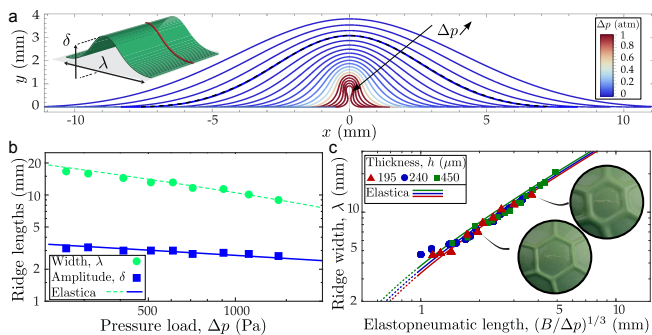 a
4
3
2
1
0
y (mm)
δ
λ
Δp
Δp (atm)
1
0.8
0.6
0.4
0.2
0
-10
-5
0
5
10
x (mm)
b
Ridge lengths (mm)
20
10
5
2
1
Width, λ
Amplitude, δ
Elastica
500
1000
Pressure load, Δp (Pa)
c
Ridge width, λ (mm)
10
5
Thickness, h (μm)
195 240 450
Elastica
1
5
10
Elastopneumatic length, (B/Δp)^1/3 (mm)